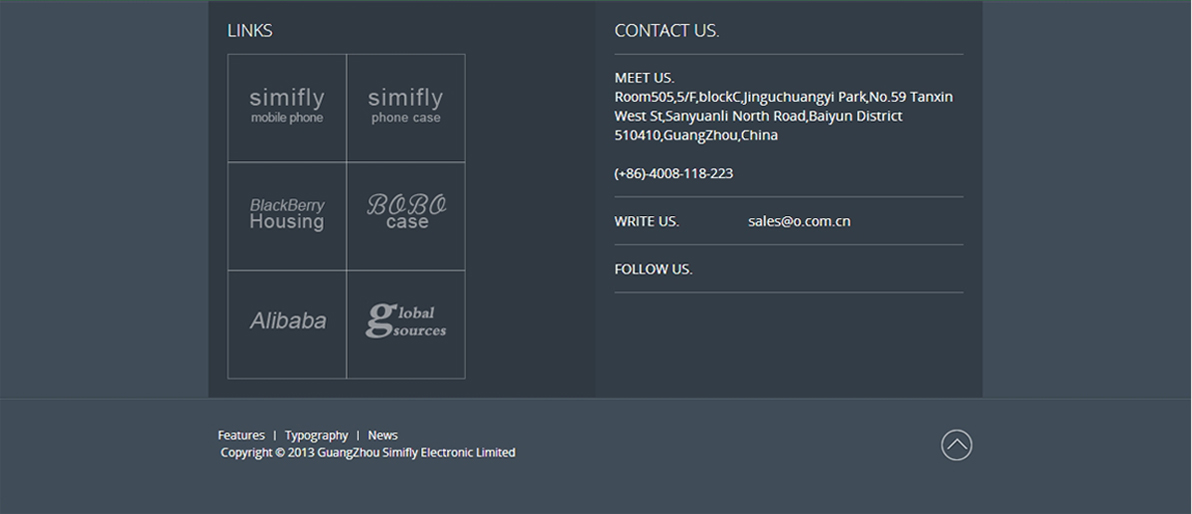 LINKS
simifly
mobile phone
simifly
phone case
BlackBerry
Housing
BOBO
case
Alibaba
global
sources
CONTACT US.
MEET US.
Room505,5/F,blockC,Jinguchuangyi Park,No.59 Tanxin
West St,Sanyuanli North Road,Baiyun District
510410,GuangZhou,China
(+86)-4008-118-223
WRITE US. sales@o.com.cn
FOLLOW US.
Features | Typography | News
Copyright © 2013 GuangZhou Simifly Electronic Limited